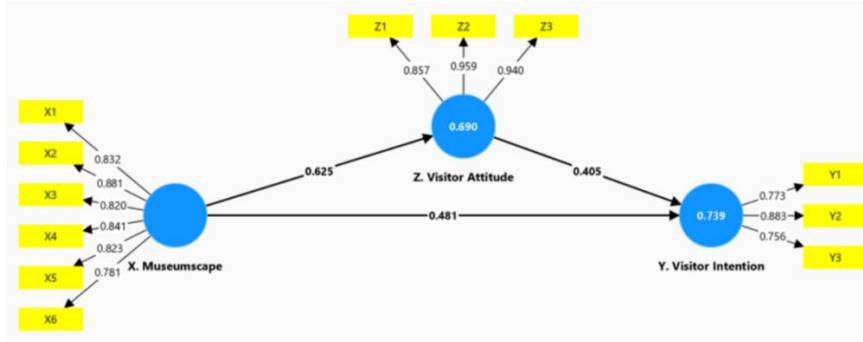 Z1
Z2
Z3
0.857
0.959
0.940
X1
X2
X3
X4
X5
X6
0.832
0.881
0.820
0.841
0.823
0.781
X. Museumscape
0.625
0.690
Z. Visitor Attitude
0.405
0.481
0.739
Y. Visitor Intention
0.773
0.883
0.756
Y1
Y2
Y3